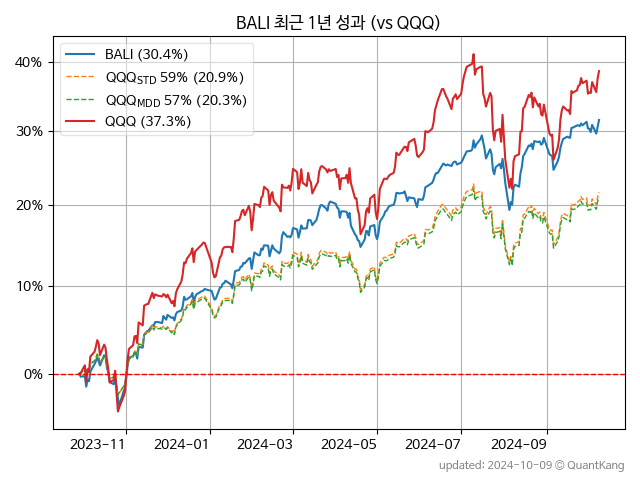 BALI 최근 1년 성과 (vs QQQ)
BALI (30.4%)
QQQSTD 59% (20.9%)
QQQMDD 57% (20.3%)
QQQ (37.3%)
40%
30%
20%
10%
0%
2023-11 2024-01 2024-03 2024-05 2024-07 2024-09
updated: 2024-10-09 © QuantKang